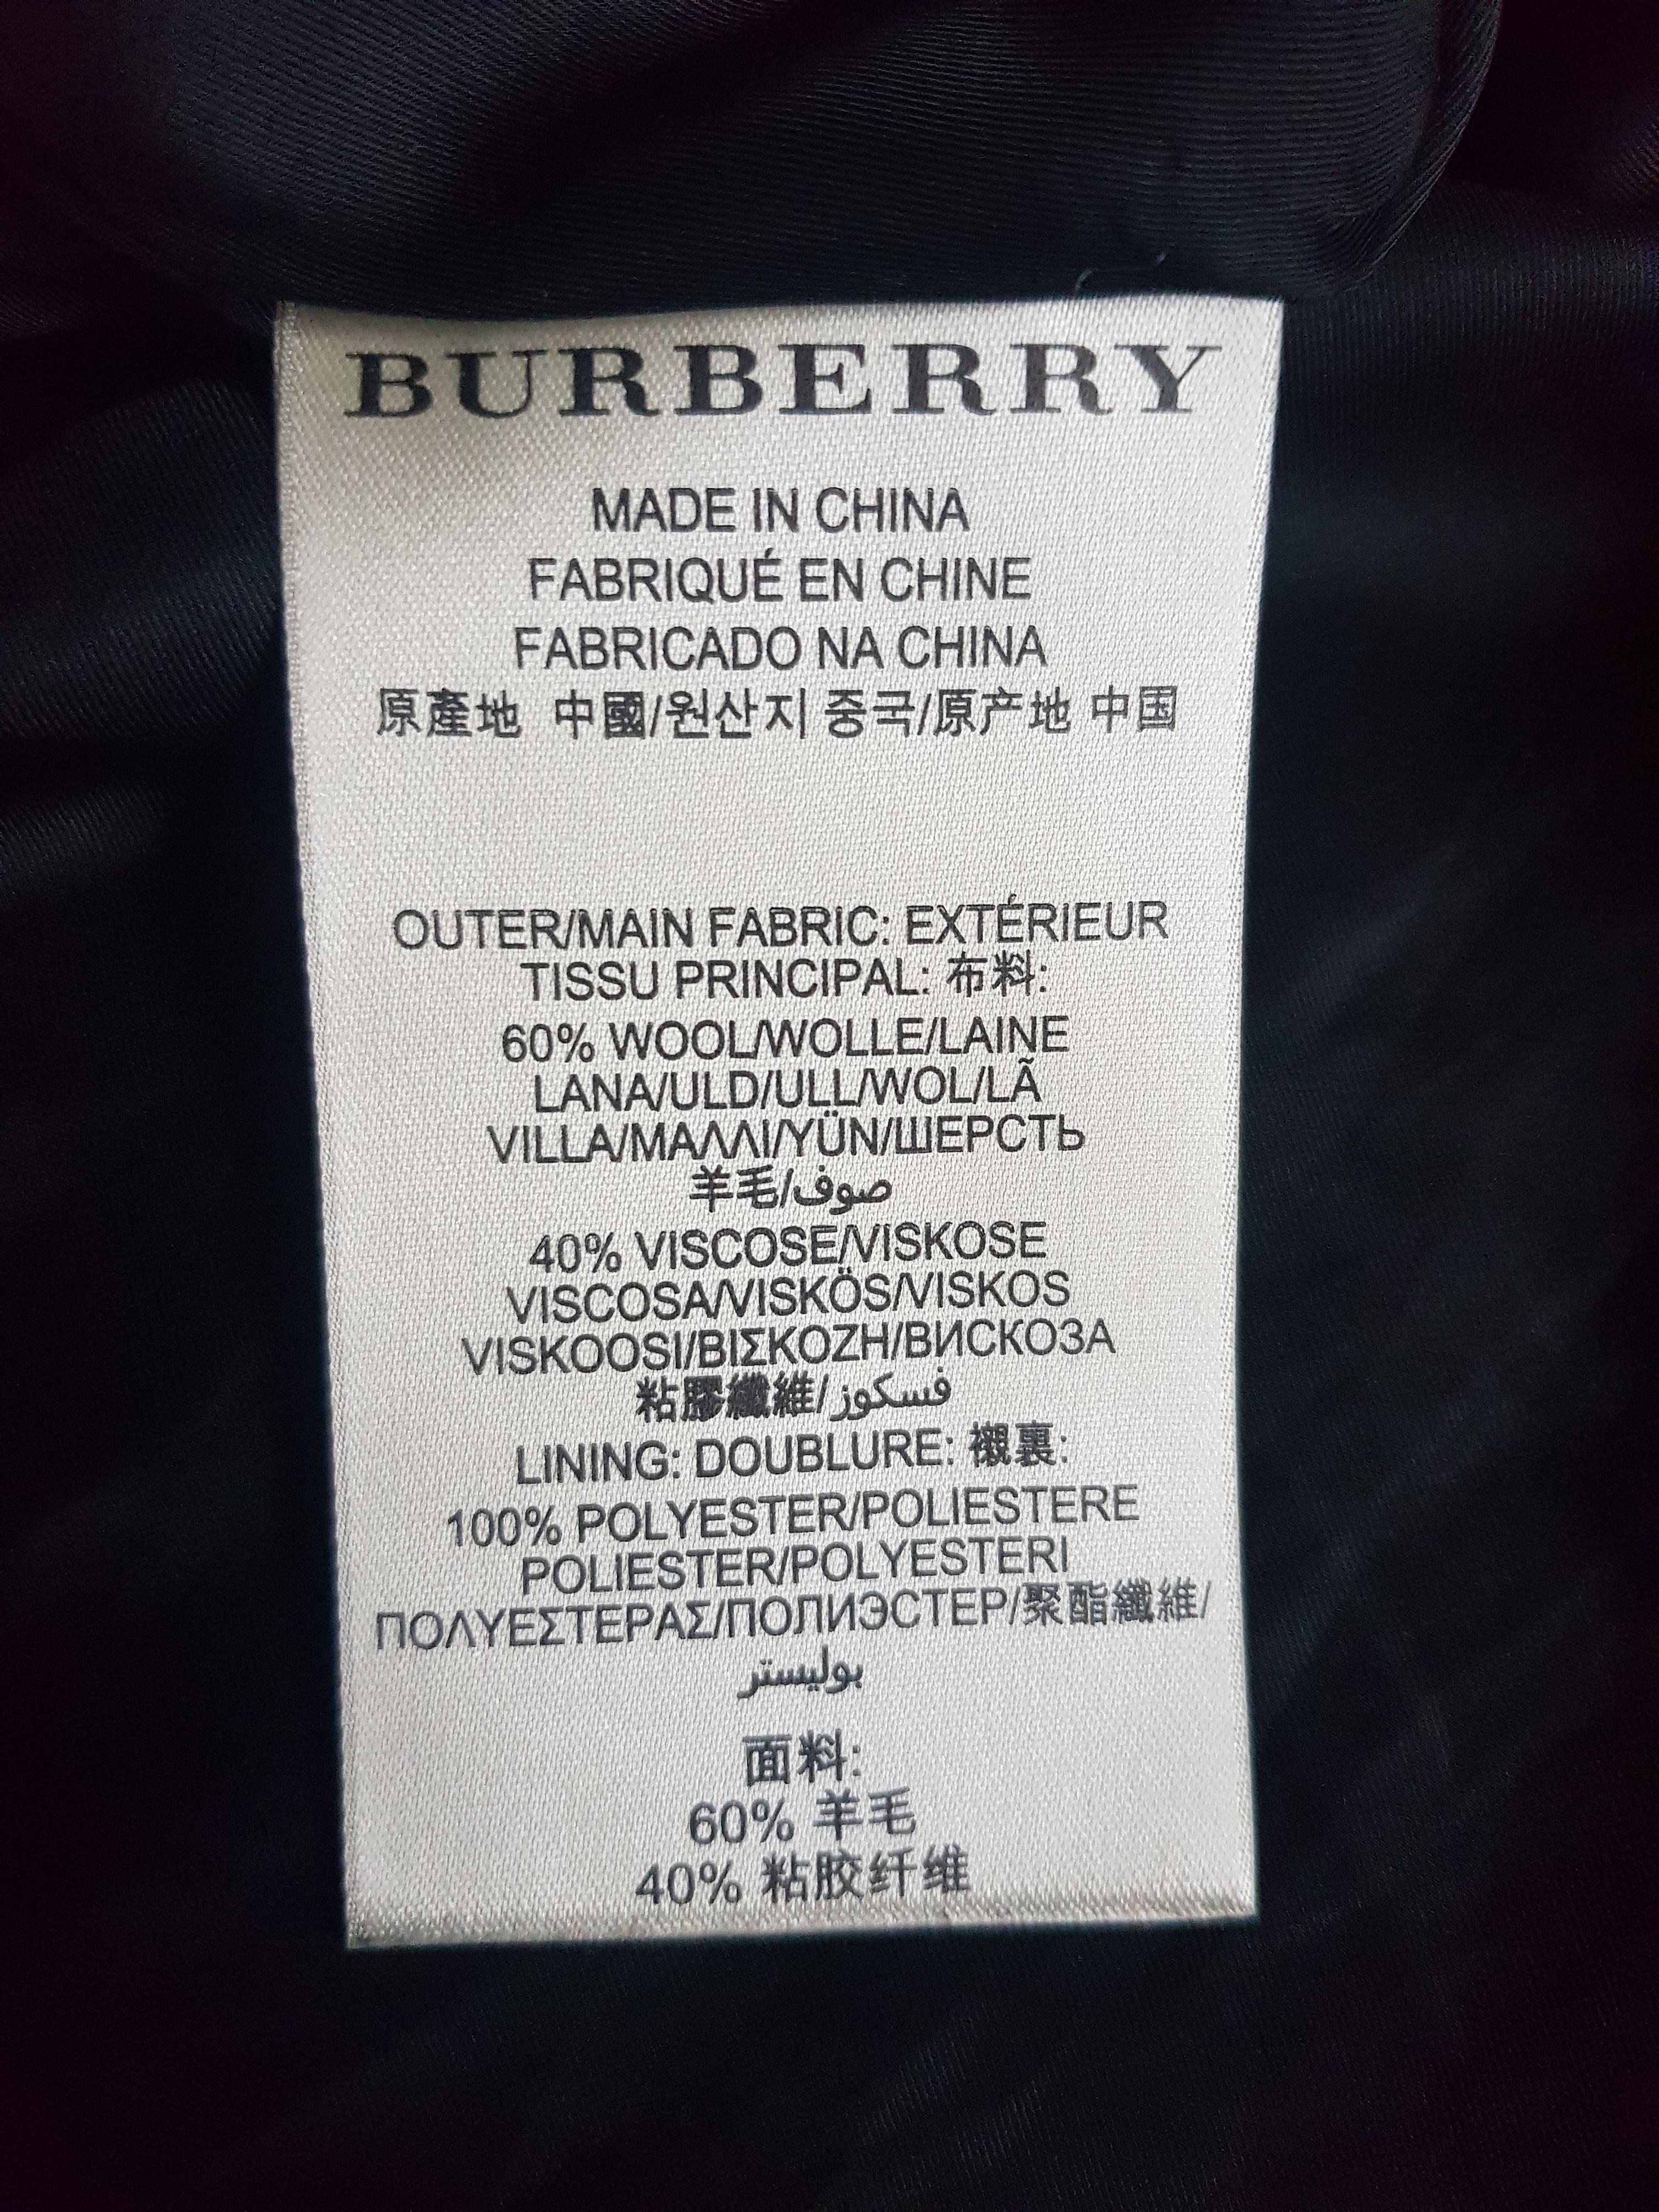 BURBERRY
MADE IN CHINA
FABRIQUÉ EN CHINE
FABRICADO NA CHINA
原產地 中國/원산지 중국/原产地 中国
OUTER/MAIN FABRIC: EXTÉRIEUR
TISSU PRINCIPAL: 布料:
60% WOOL/WOLLE/LAINE
LANA/ULD/ULL/WOL/LÃ
VILLA/ΜΑΛΛΙ/YÜN/ШЕРСТЬ
羊毛/صوف
40% VISCOSE/VISKOSE
VISCOSA/VISKÖS/VISKOS
VISKOOSI/ΒΙΣΚΟΖΗ/ВИСКОЗА
粘膠纖維/فسكوز
LINING: DOUBLURE: 襯裏:
100% POLYESTER/POLIESTERE
POLIESTER/POLYESTERI
ΠΟΛΥΕΣΤΕΡΑΣ/ПОЛИЭСТЕР/聚酯纖維/
بوليستر
面料:
60% 羊毛
40% 粘胶纤维